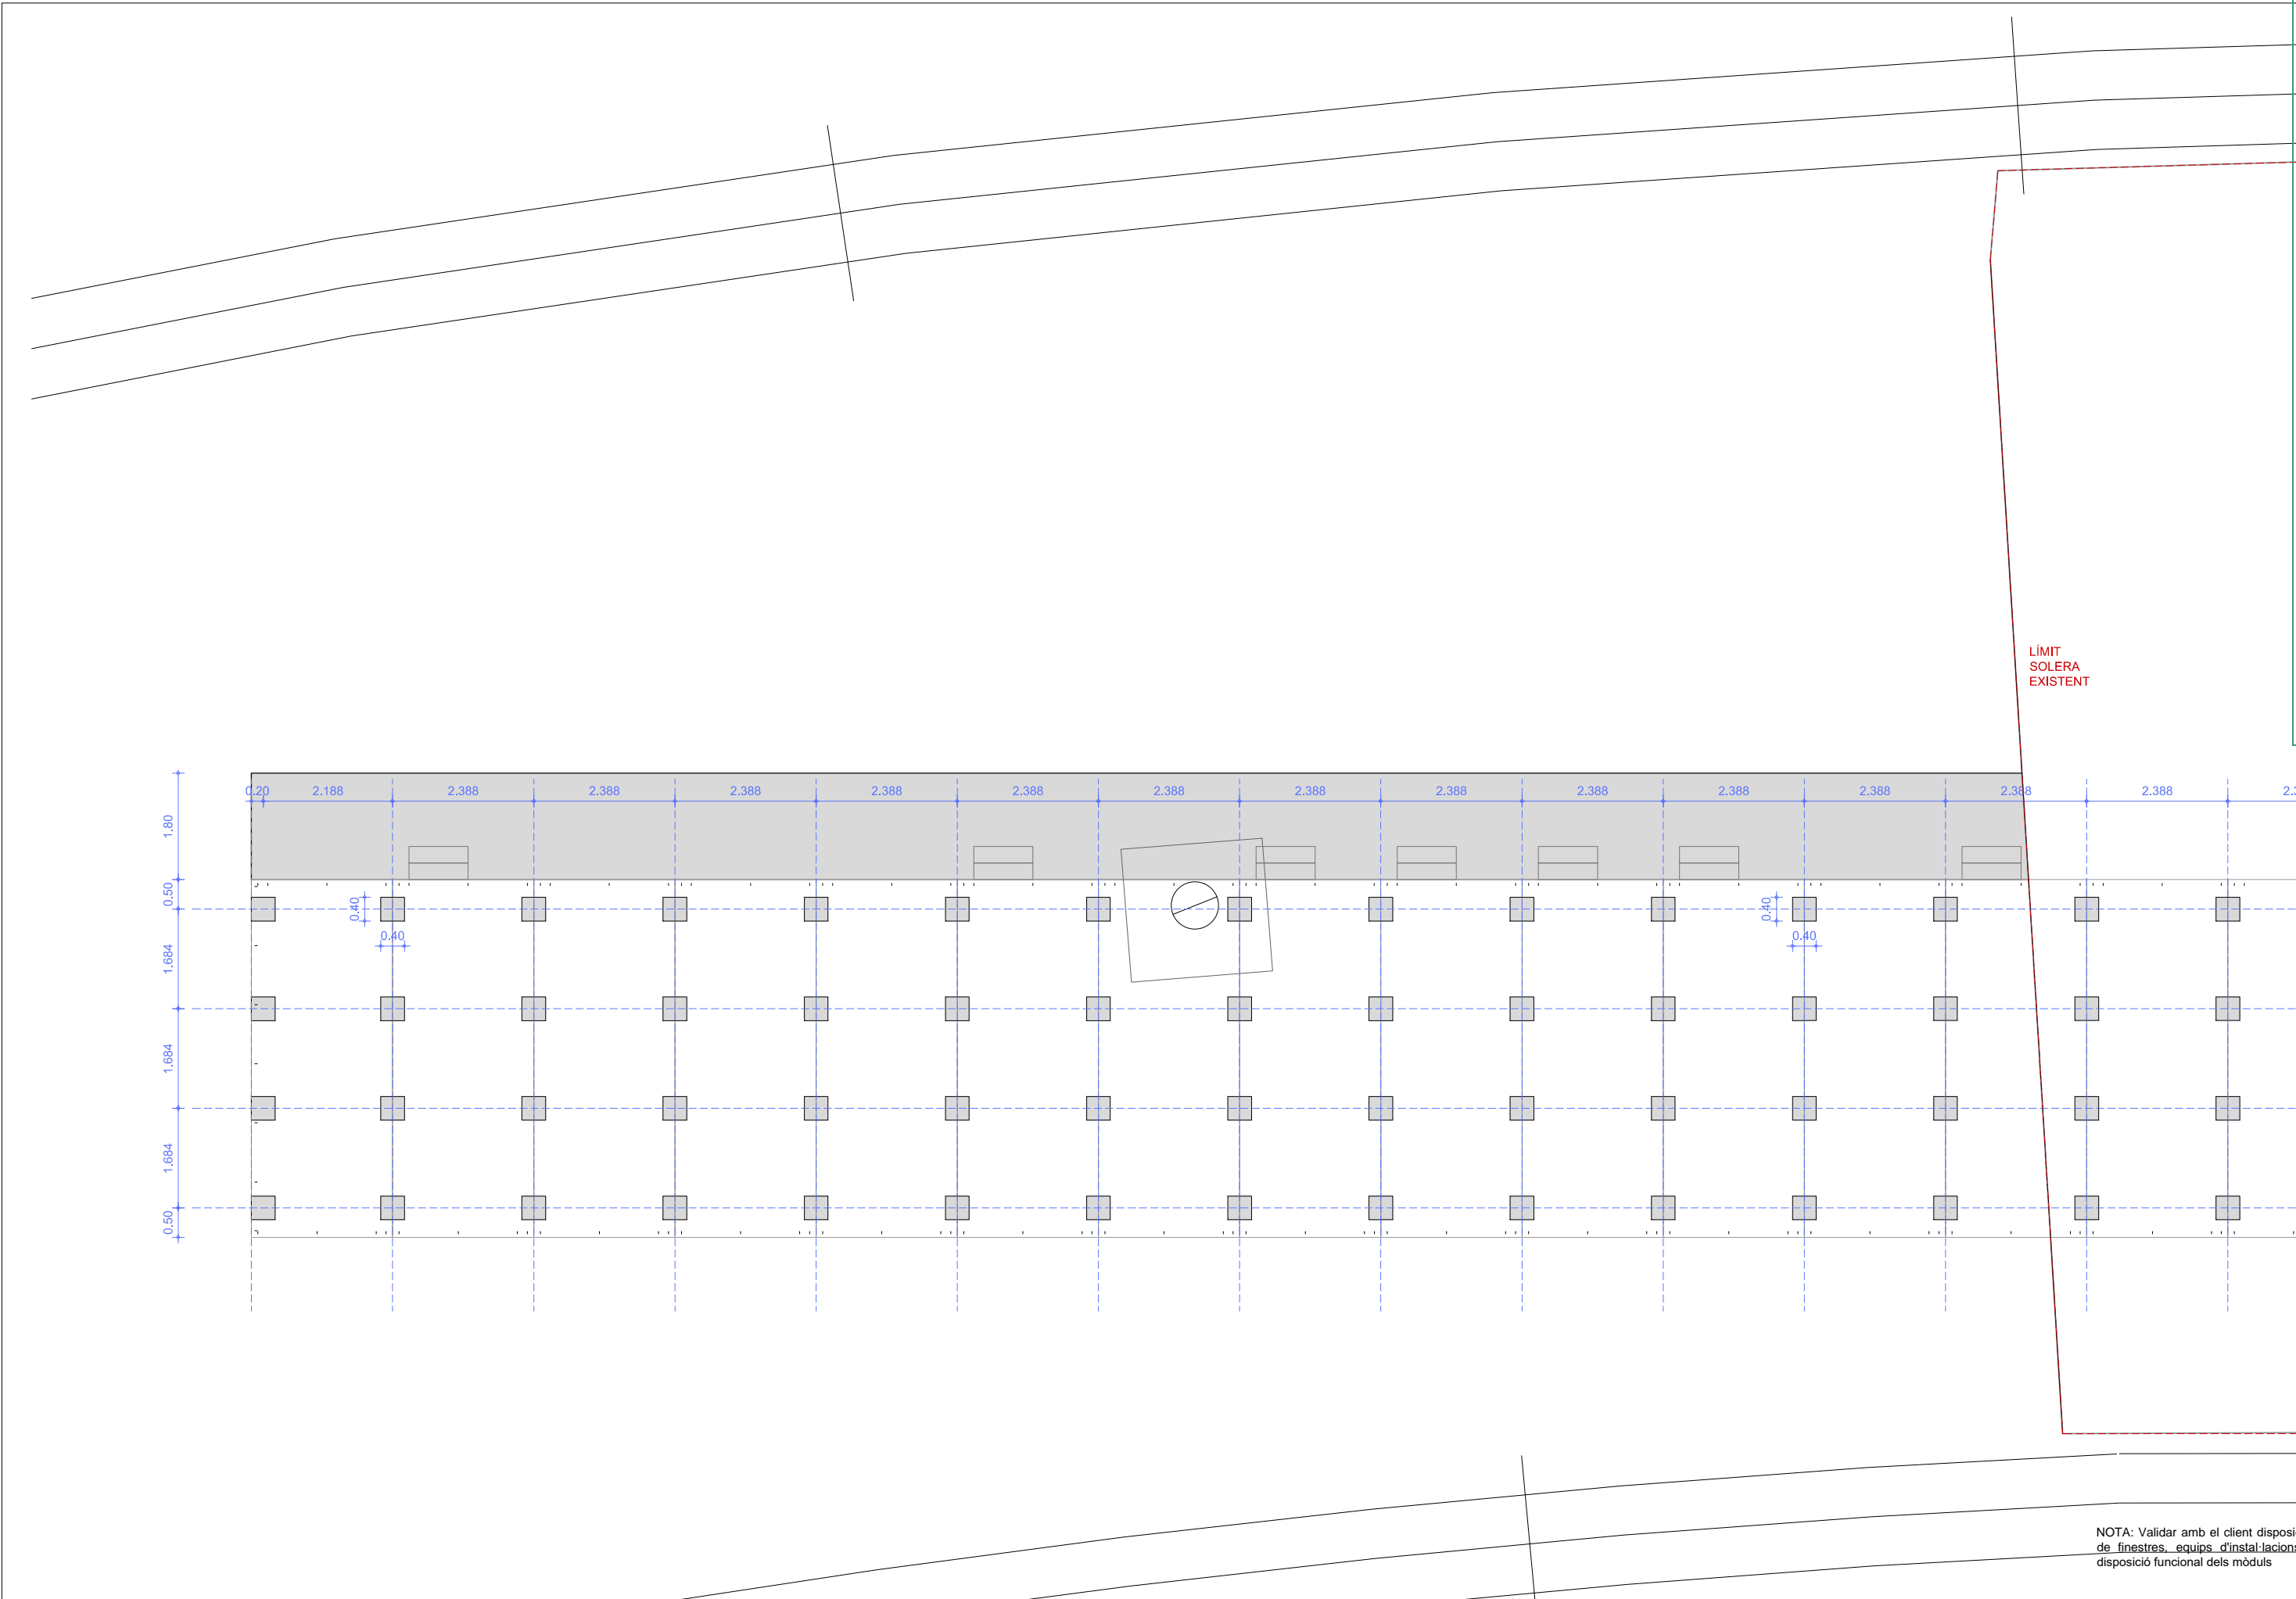 LÍMIT
SOLERA
EXISTENT
0.20 2.188 2.388 2.388 2.388 2.388 2.388 2.388 2.388 2.388 2.388 2.388 2.388 2.388 2.388
1.80
0.50
0.40
0.40
0.40
0.40
1.684
1.684
1.684
0.50
NOTA: Validar amb el client
de finestres, equips
disposició funcional dels mòduls